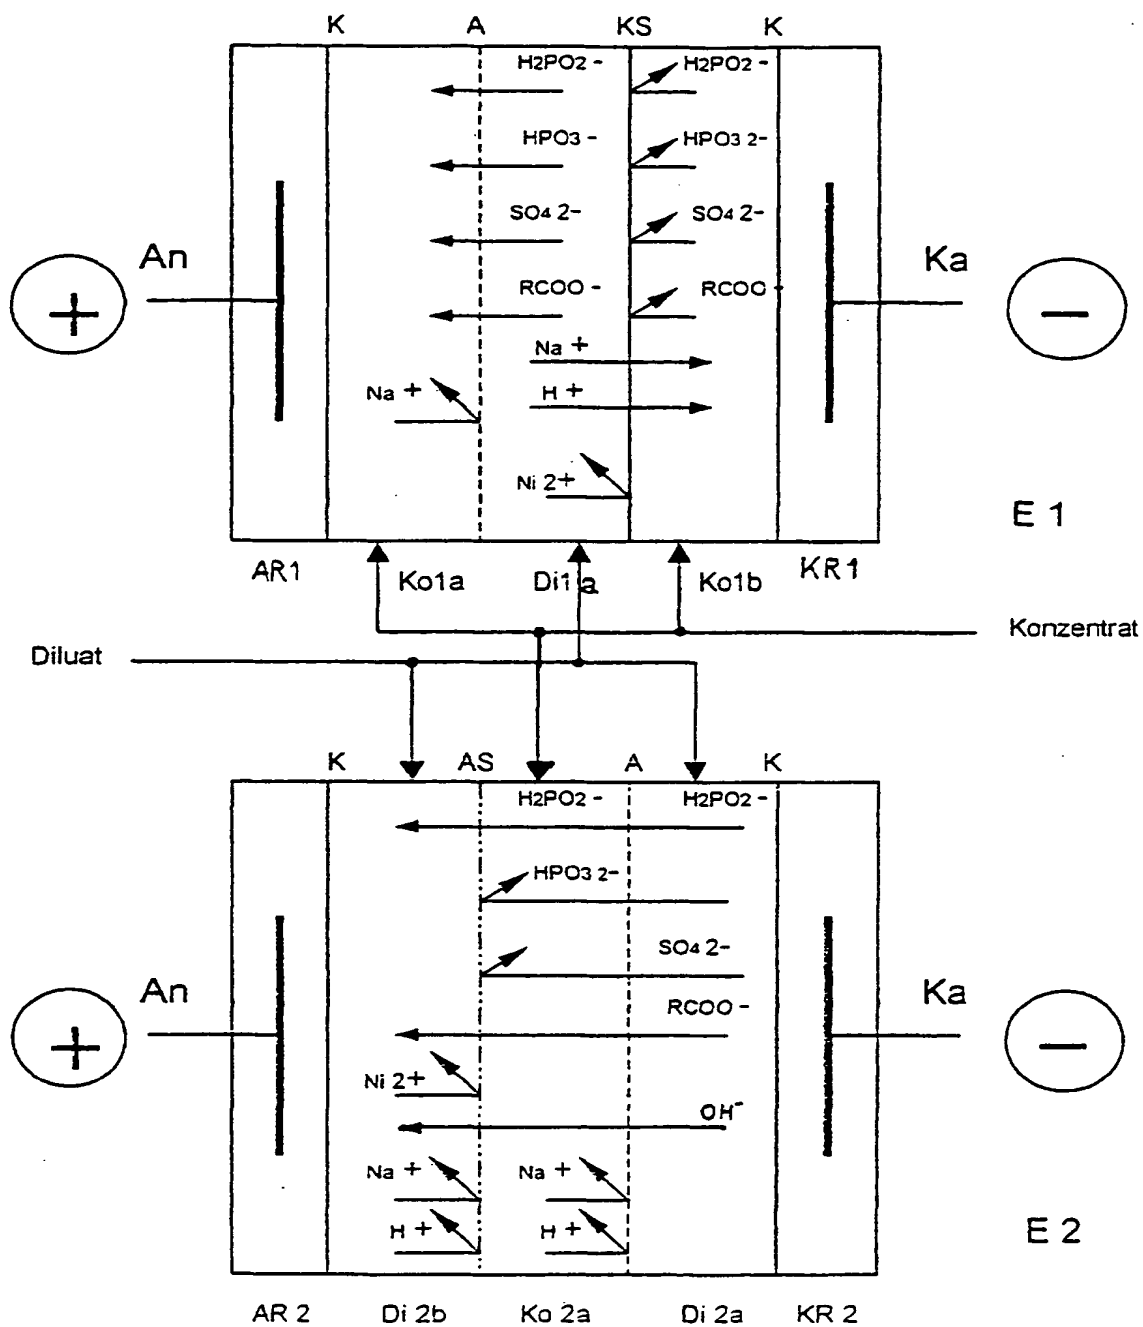 K A KS K
H2PO2 - H2PO2 -
HPO3 - HPO3 2-
SO4 2- SO4 2-
An Ka
RCOO - RCOO -
+ −
Na +
Na + H +
Ni 2+
E 1
AR1 Ko1a Di1a Ko1b KR1
Konzentrat
Diluat
K AS A K
H2PO2 - H2PO2 -
HPO3 2-
SO4 2-
An Ka
RCOO -
+ −
Ni 2+
OH-
Na + Na +
H + H +
E 2
AR 2 Di 2b Ko 2a Di 2a KR 2